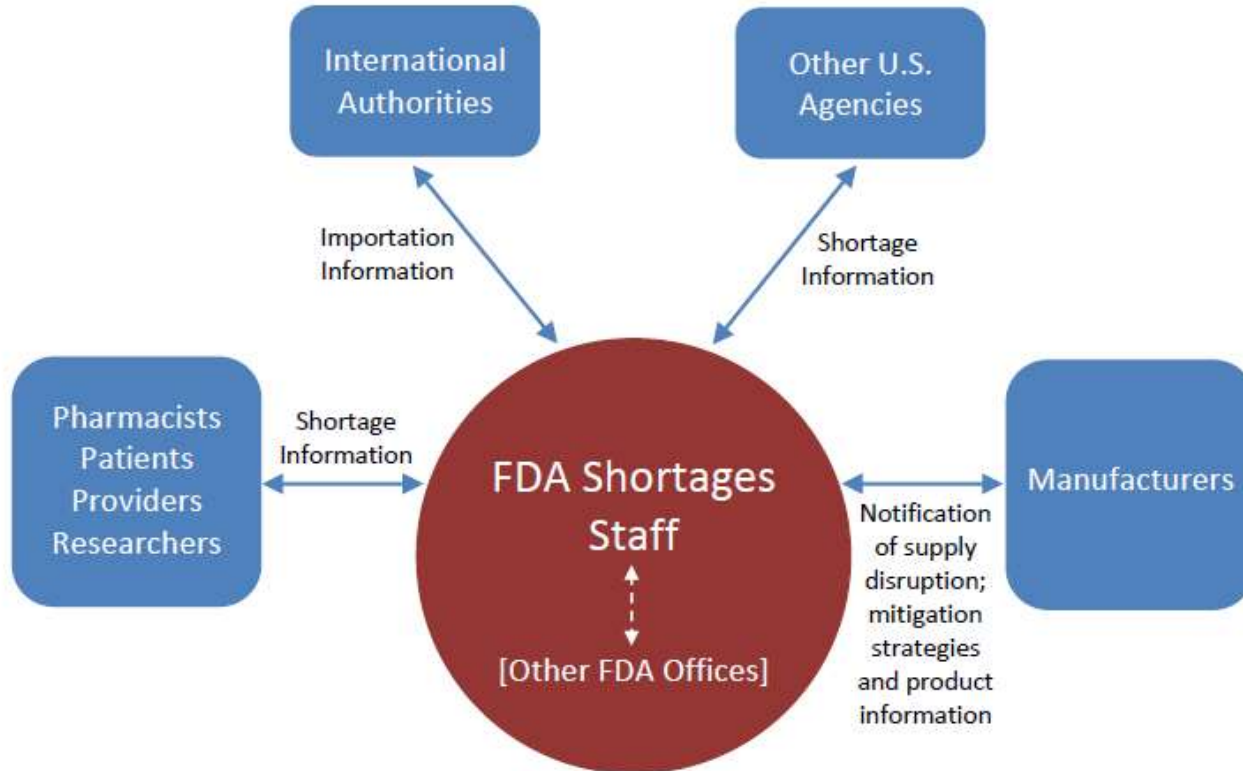 International
Authorities
Other U.S.
Agencies
Importation
Information
Shortage
Information
Pharmacists
Patients
Providers
Researchers
Shortage
Information
FDA Shortages
Staff
[Other FDA Offices]
Manufacturers
Notification
of supply
disruption;
mitigation
strategies
and product
information